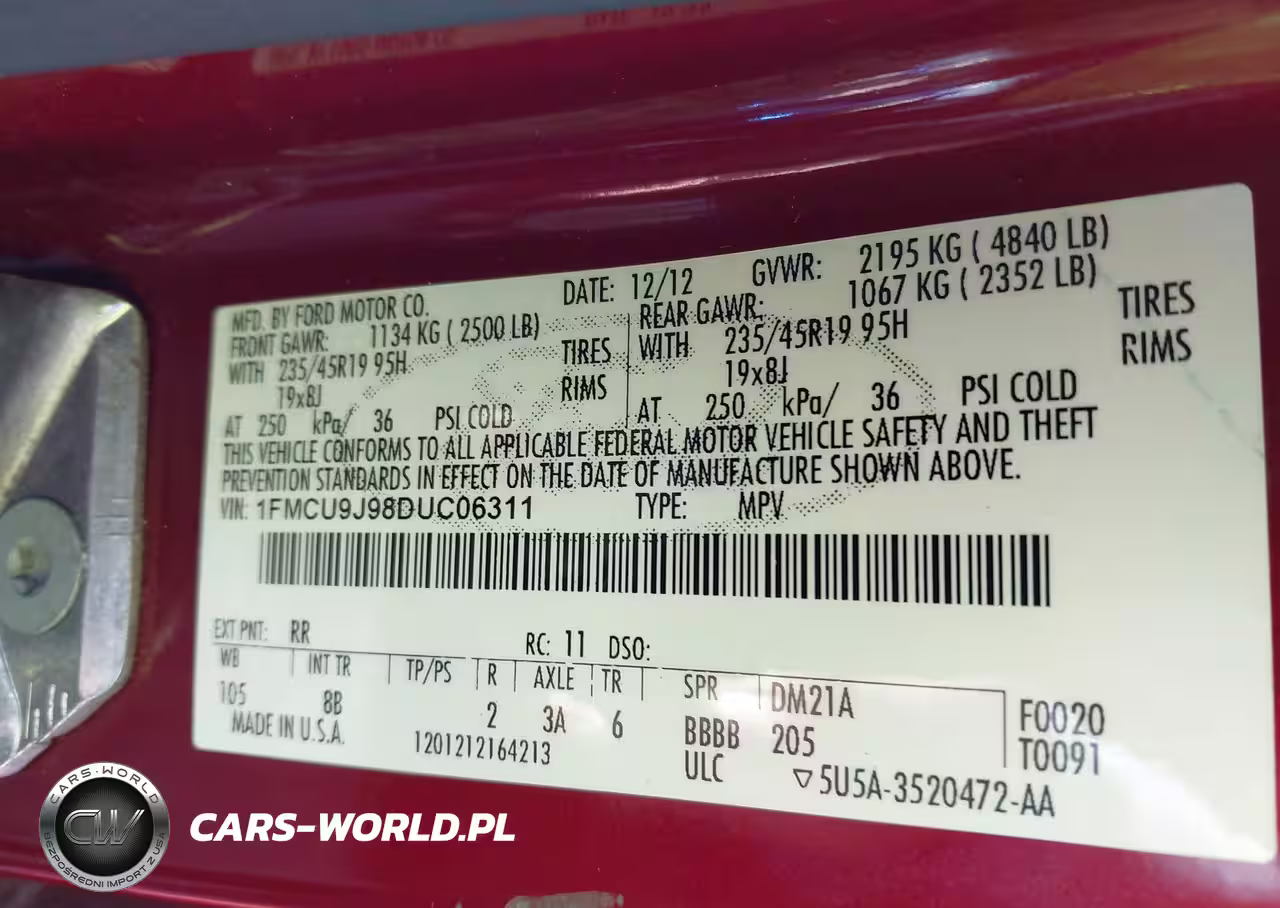 MFD. BY FORD MOTOR CO. DATE: 12/12 GVWR: 2195 KG ( 4840 LB)
FRONT GAWR: 1134 KG ( 2500 LB) REAR GAWR: 1067 KG ( 2352 LB)
WITH 235/45R19 95H TIRES WITH 235/45R19 95H TIRES
19x8J RIMS 19x8J RIMS
AT 250 kPa/ 36 PSI COLD AT 250 kPa/ 36 PSI COLD
THIS VEHICLE CONFORMS TO ALL APPLICABLE FEDERAL MOTOR VEHICLE SAFETY AND THEFT
PREVENTION STANDARDS IN EFFECT ON THE DATE OF MANUFACTURE SHOWN ABOVE.
VIN: 1FMCU9J98DUC06311 TYPE: MPV
EXT PNT: RR RC: 11 DSO:
WB INT TR TP/PS R AXLE TR SPR DM21A F0020
105 8B 2 3A 6 BBBB 205 T0091
MADE IN U.S.A. 1201212164213 ULC ▽5U5A-3520472-AA
CARS-WORLD
CW
BEZPOŚREDNI IMPORT Z USA
CARS-WORLD.PL